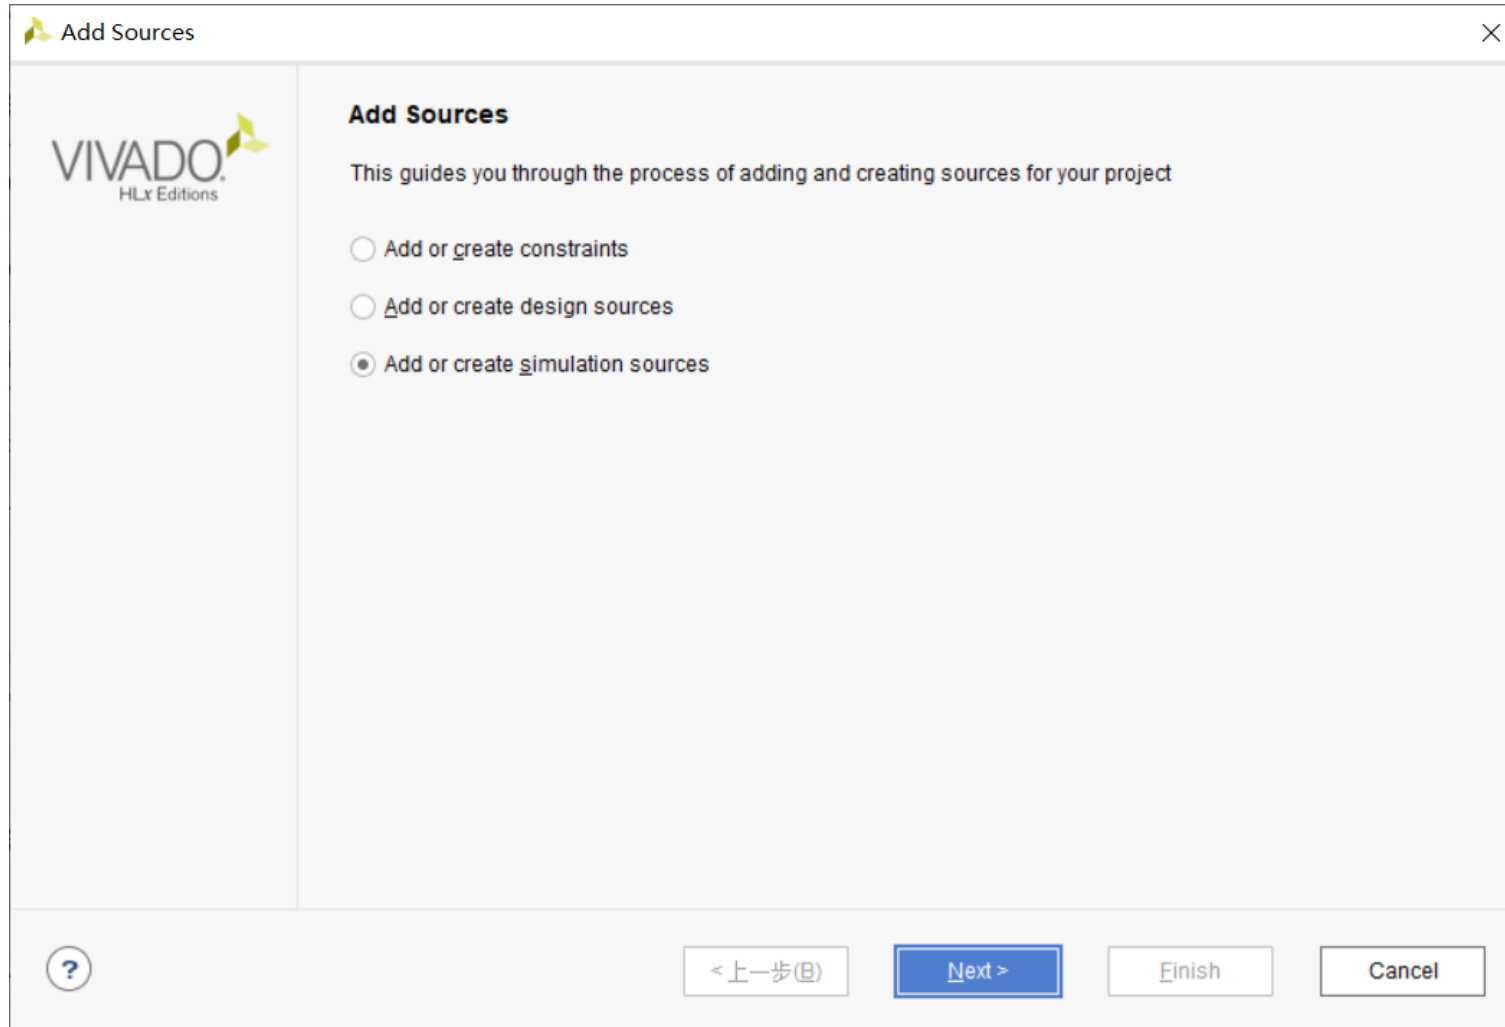 Add Sources
VIVADO.
HLx Editions
Add Sources
This guides you through the process of adding and creating sources for your project
Add or create constraints
Add or create design sources
Add or create simulation sources
?
< 上一步(B)
Next >
Finish
Cancel